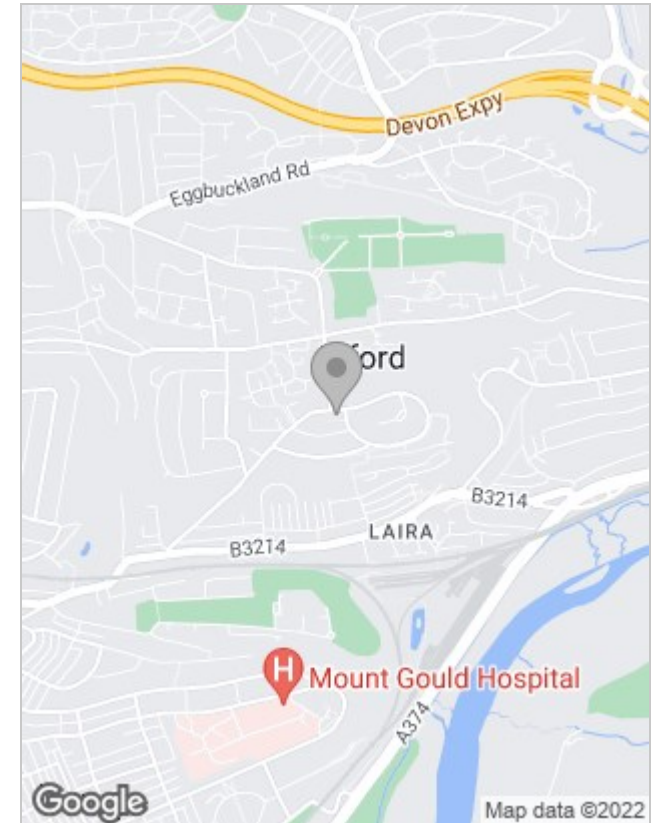 Devon Expy
Eggbuckland Rd
ford
B3214
LAIRA
B3214
Mount Gould Hospital
H
A374
Google
Map data ©2022